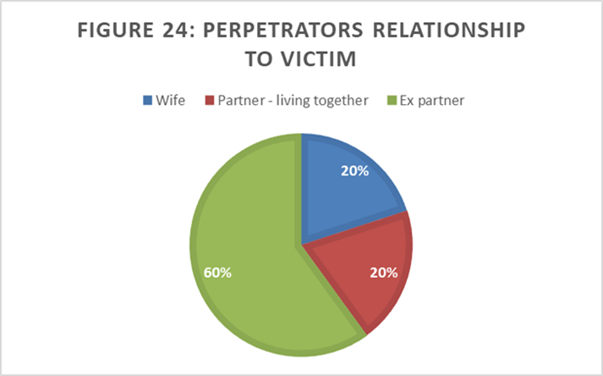 FIGURE 24: PERPETRATORS RELATIONSHIP
TO VICTIM
Wife Partner - living together Ex partner
20%
20%
60%